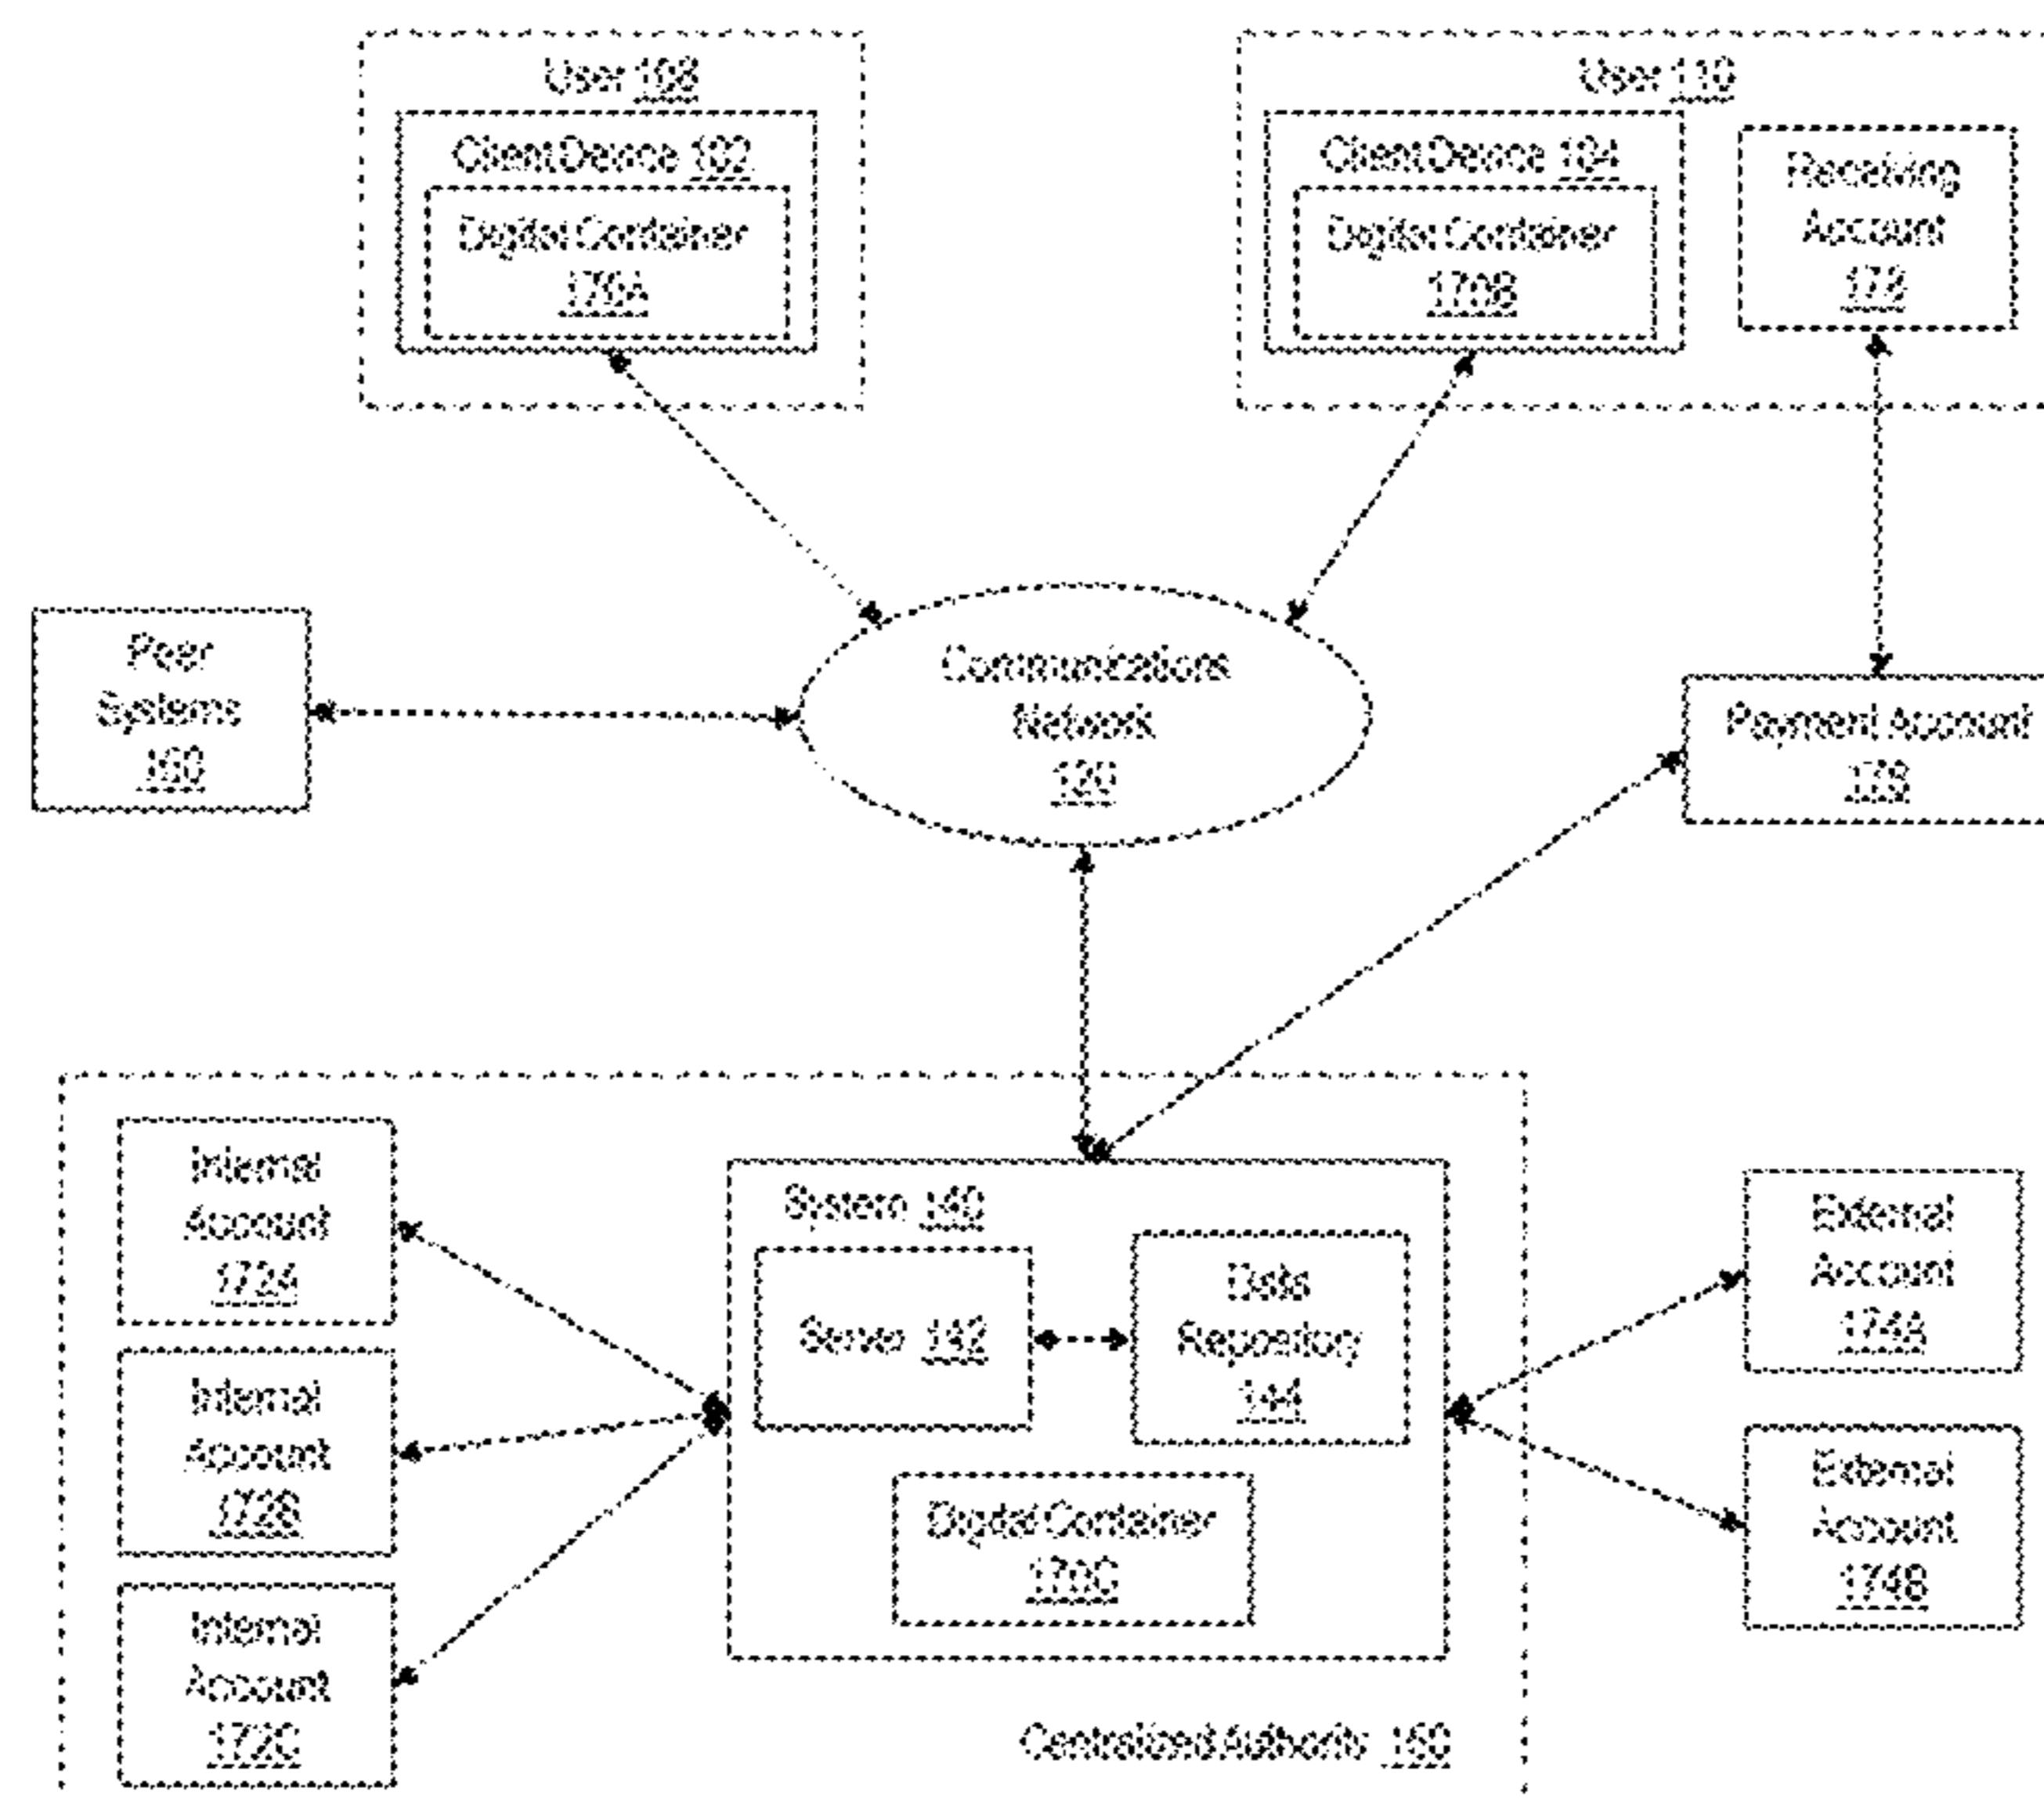 User 108
Client Device 102
Digital Container
170A
User 110
Client Device 104
Digital Container
170B
Receiving
Account
Peer
Systems
160
Communications
Network
120
Payment Account
Internal
Account
172A
Internal
Account
172B
Internal
Account
172C
System 140
Server 142
Data
Repository
144
Digital Container
170C
External
Account
174A
External
Account
174B
Centralized Authority